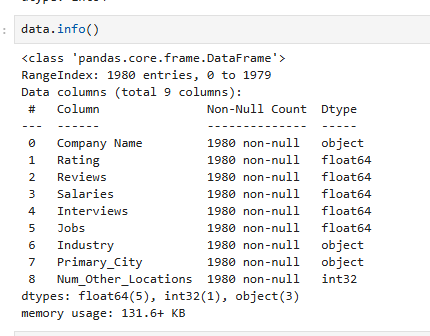 data.info()
<class 'pandas.core.frame.DataFrame'>
RangeIndex: 1980 entries, 0 to 1979
Data columns (total 9 columns):
 #   Column               Non-Null Count  Dtype
---  ------               --------------  -----
 0   Company Name         1980 non-null   object
 1   Rating               1980 non-null   float64
 2   Reviews              1980 non-null   float64
 3   Salaries             1980 non-null   float64
 4   Interviews           1980 non-null   float64
 5   Jobs                 1980 non-null   float64
 6   Industry             1980 non-null   object
 7   Primary_City         1980 non-null   object
 8   Num_Other_Locations  1980 non-null   int32
dtypes: float64(5), int32(1), object(3)
memory usage: 131.6+ KB